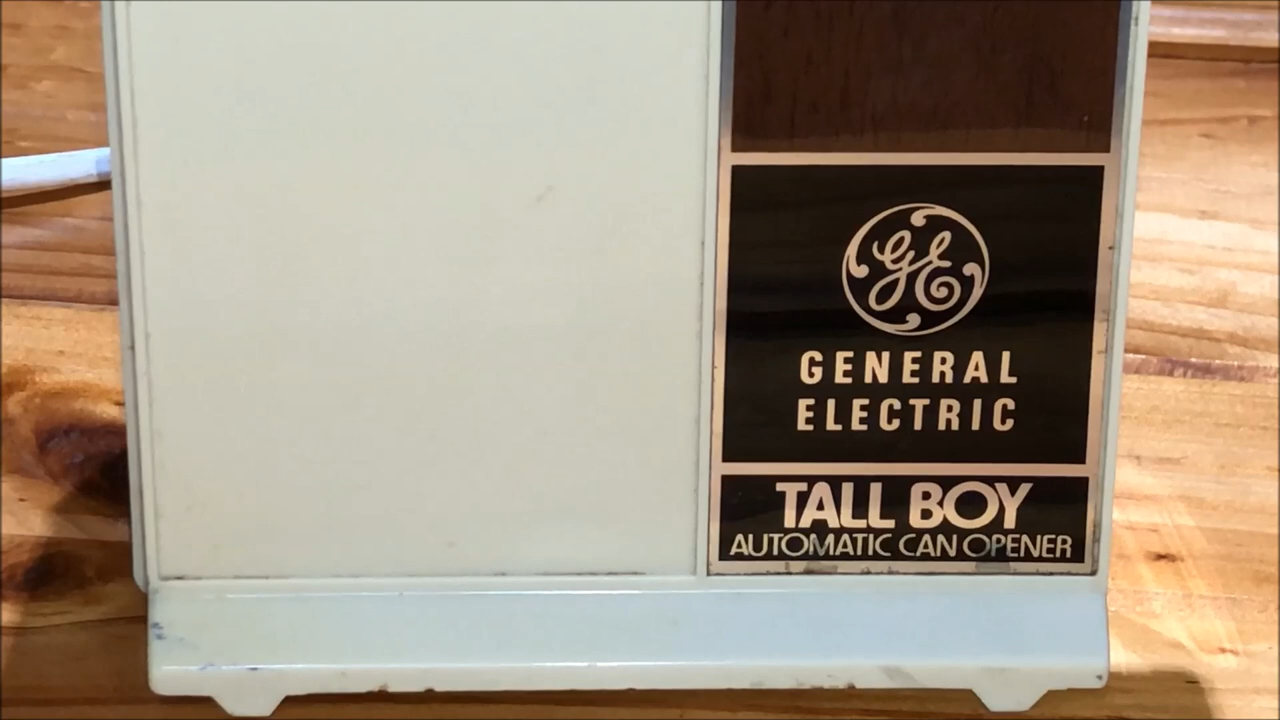 GE
GENERAL
ELECTRIC
TALL BOY
AUTOMATIC CAN OPENER